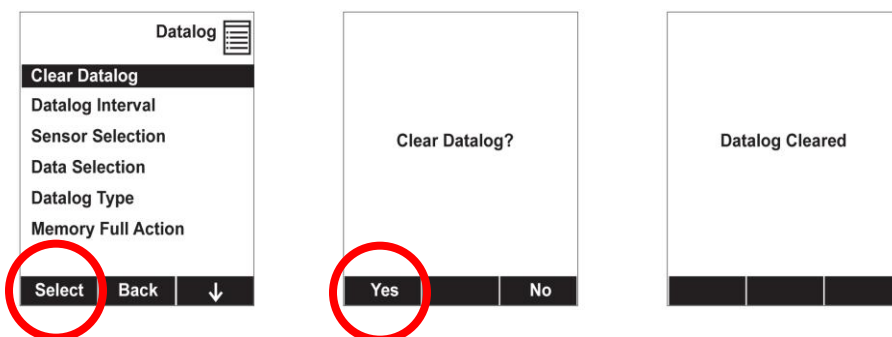 Datalog
Clear Datalog
Datalog Interval
Sensor Selection
Data Selection
Datalog Type
Memory Full Action
Select Back ↓
Clear Datalog?
Yes No
Datalog Cleared